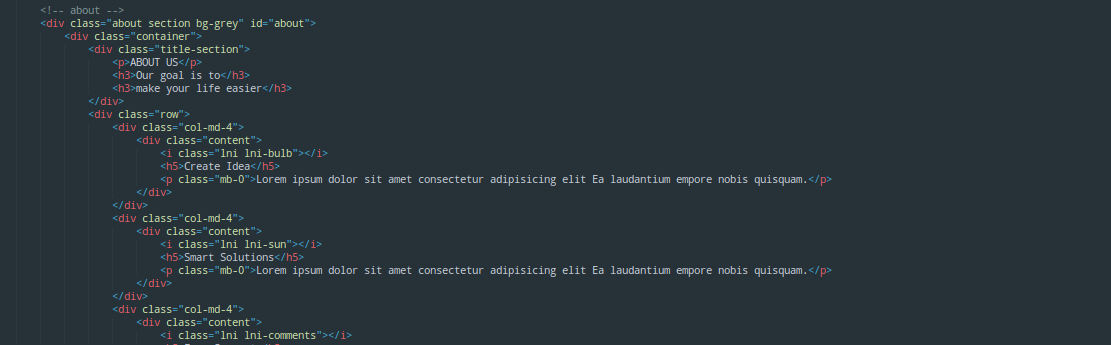 <!-- about -->
<div class="about section bg-grey" id="about">
<div class="container">
<div class="title-section">
<p>ABOUT US</p>
<h3>Our goal is to</h3>
<h3>make your life easier</h3>
</div>
<div class="row">
<div class="col-md-4">
<div class="content">
<i class="lni lni-bulb"></i>
<h5>Create Idea</h5>
<p class="mb-0">Lorem ipsum dolor sit amet consectetur adipisicing elit Ea laudantium empore nobis quisquam.</p>
</div>
</div>
<div class="col-md-4">
<div class="content">
<i class="lni lni-sun"></i>
<h5>Smart Solutions</h5>
<p class="mb-0">Lorem ipsum dolor sit amet consectetur adipisicing elit Ea laudantium empore nobis quisquam.</p>
</div>
</div>
<div class="col-md-4">
<div class="content">
<i class="lni lni-comments"></i>